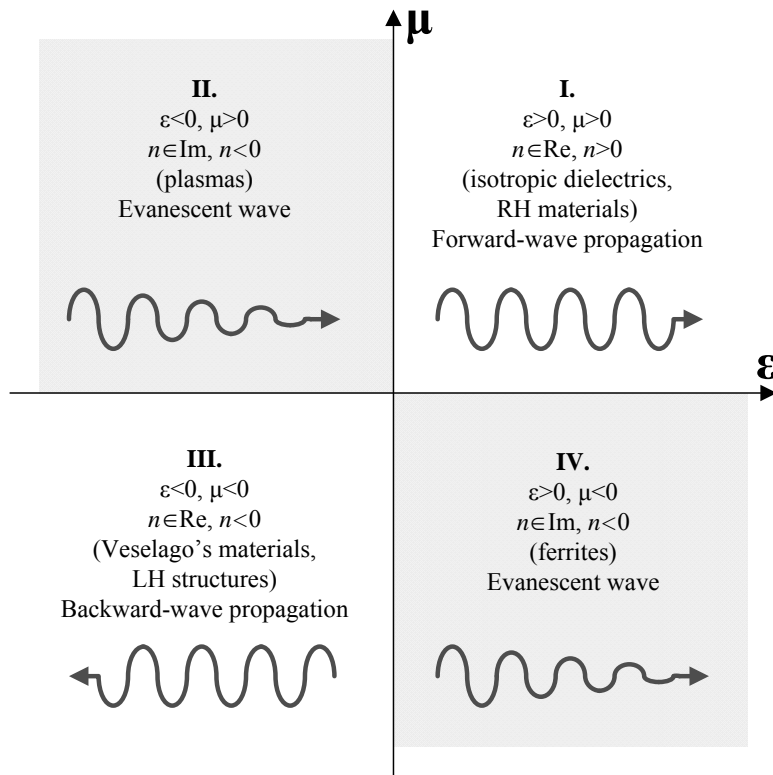 μ
II.
ε<0, μ>0
n∈Im, n<0
(plasmas)
Evanescent wave
I.
ε>0, μ>0
n∈Re, n>0
(isotropic dielectrics,
RH materials)
Forward-wave propagation
ε
III.
ε<0, μ<0
n∈Re, n<0
(Veselago’s materials,
LH structures)
Backward-wave propagation
IV.
ε>0, μ<0
n∈Im, n<0
(ferrites)
Evanescent wave